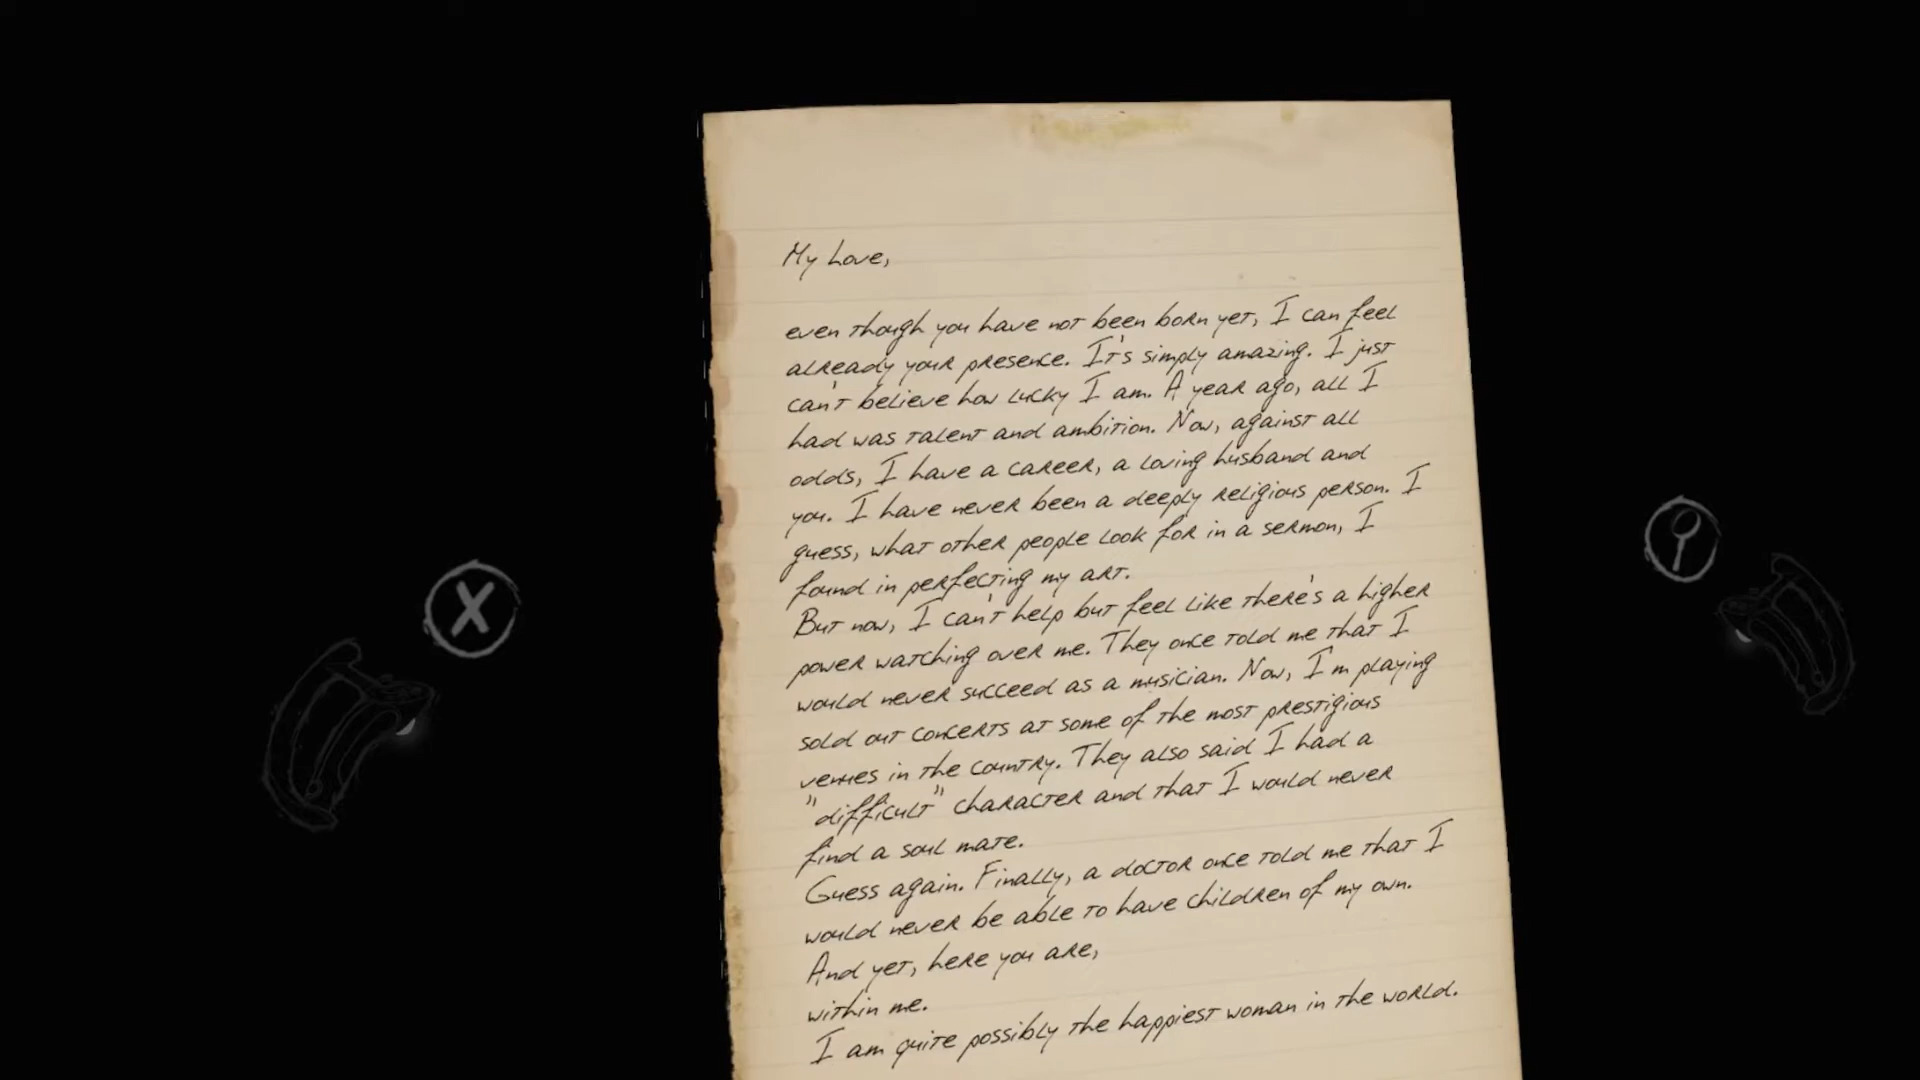 My Love,
even though you have not been born yet, I can feel
already your presence. It's simply amazing. I just
can't believe how lucky I am. A year ago, all I
had was talent and ambition. Now, against all
odds, I have a career, a loving husband and
you. I have never been a deeply religious person. I
guess, what other people look for in a sermon, I
found in perfecting my art.
But now, I can't help but feel like there's a higher
power watching over me. They once told me that I
would never succeed as a musician. Now, I'm playing
sold out concerts at some of the most prestigious
venues in the country. They also said I had a
"difficult" character and that I would never
find a soul mate.
Guess again. Finally, a doctor once told me that I
would never be able to have children of my own.
And yet, here you are,
within me.
I am quite possibly the happiest woman in the world.
X